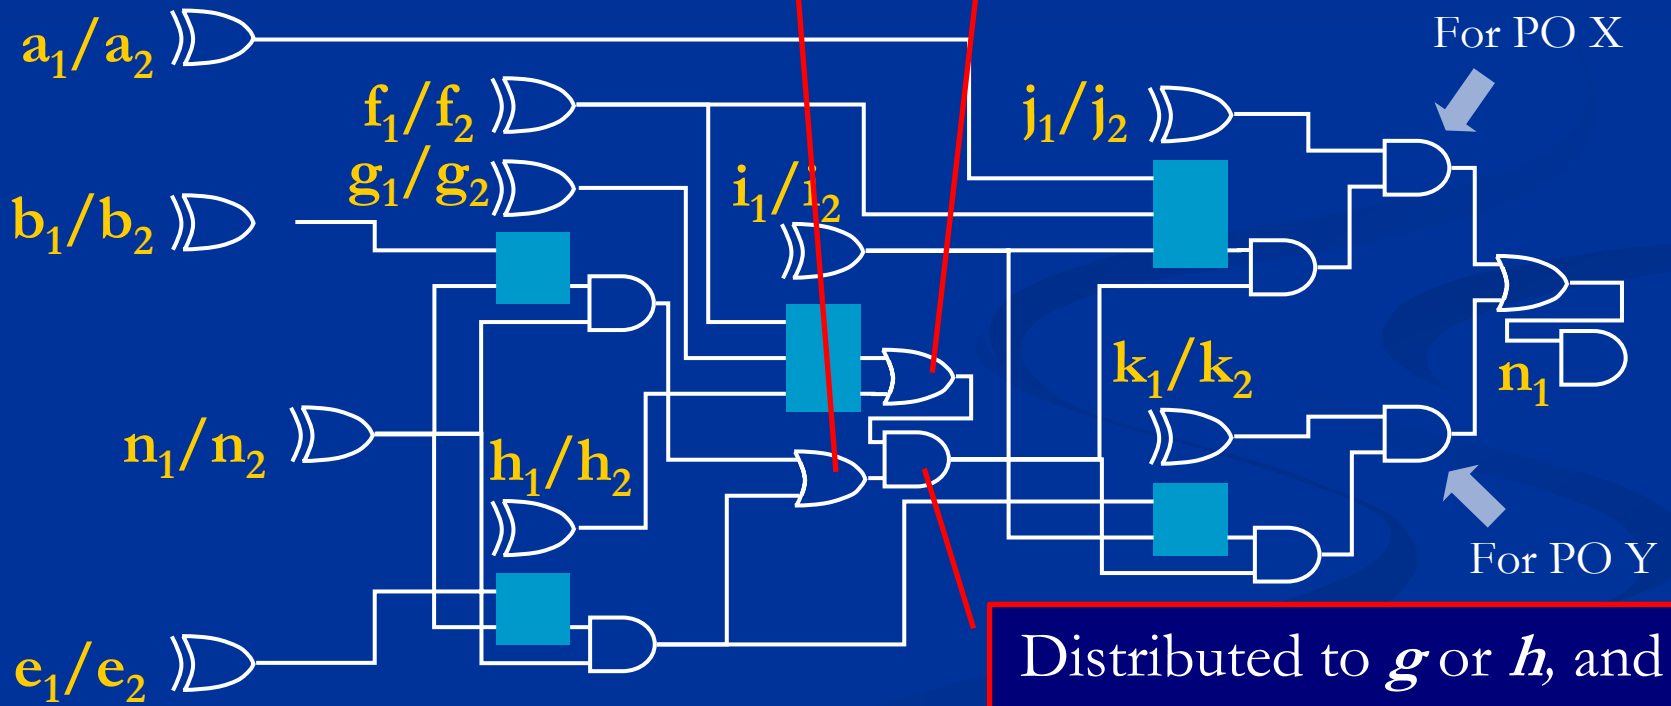 a₁/a₂
For PO X
f₁/f₂
j₁/j₂
g₁/g₂
i₁/i₂
b₁/b₂
k₁/k₂
n₁
n₁/n₂
h₁/h₂
For PO Y
e₁/e₂
Distributed to g or h, and